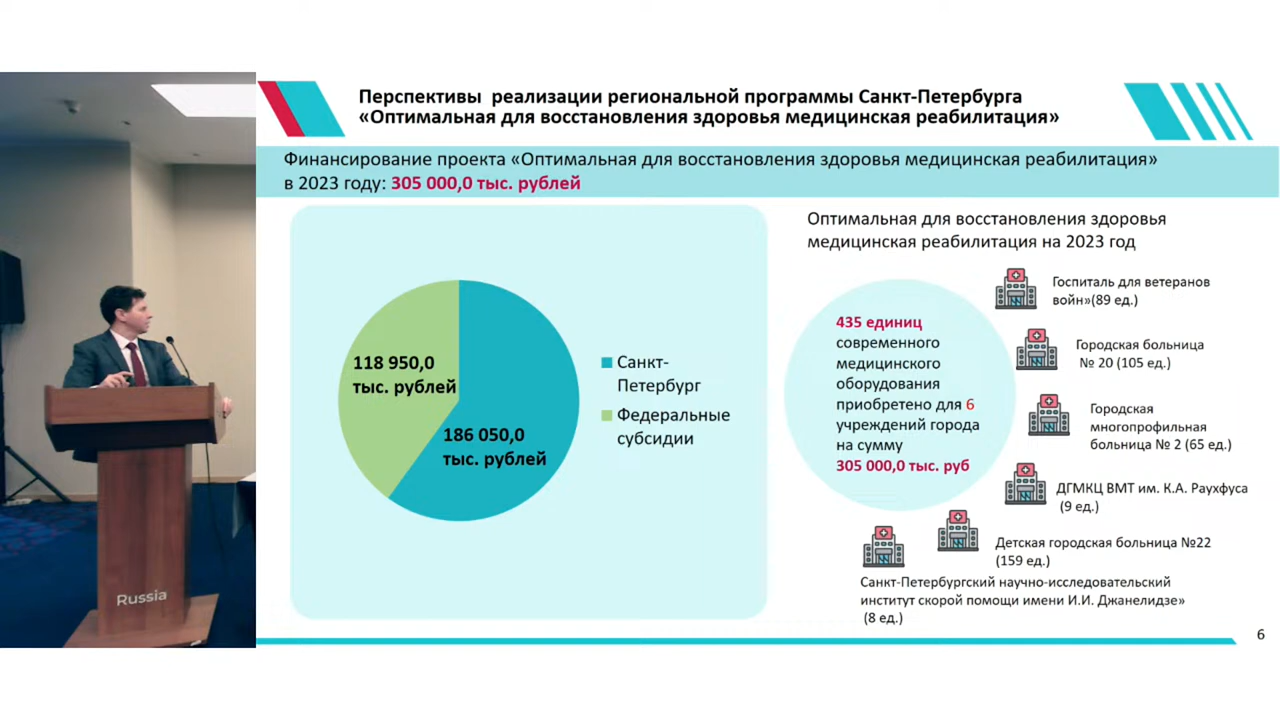 Перспективы реализации региональной программы Санкт-Петербурга
«Оптимальная для восстановления здоровья медицинская реабилитация»
Финансирование проекта «Оптимальная для восстановления здоровья медицинская реабилитация»
в 2023 году: 305 000,0 тыс. рублей
118 950,0
тыс. рублей
186 050,0
тыс. рублей
Санкт-
Петербург
Федеральные
субсидии
Оптимальная для восстановления здоровья
медицинская реабилитация на 2023 год
435 единиц
современного
медицинского
оборудования
приобретено для 6
учреждений города
на сумму
305 000,0 тыс. руб
Госпиталь для ветеранов
войн»(89 ед.)
Городская больница
№ 20 (105 ед.)
Городская
многопрофильная
больница № 2 (65 ед.)
ДГМКЦ ВМТ им. К.А. Раухфуса
(9 ед.)
Детская городская больница №22
(159 ед.)
Санкт-Петербургский научно-исследовательский
институт скорой помощи имени И.И. Джанелидзе»
(8 ед.)
6
Russia